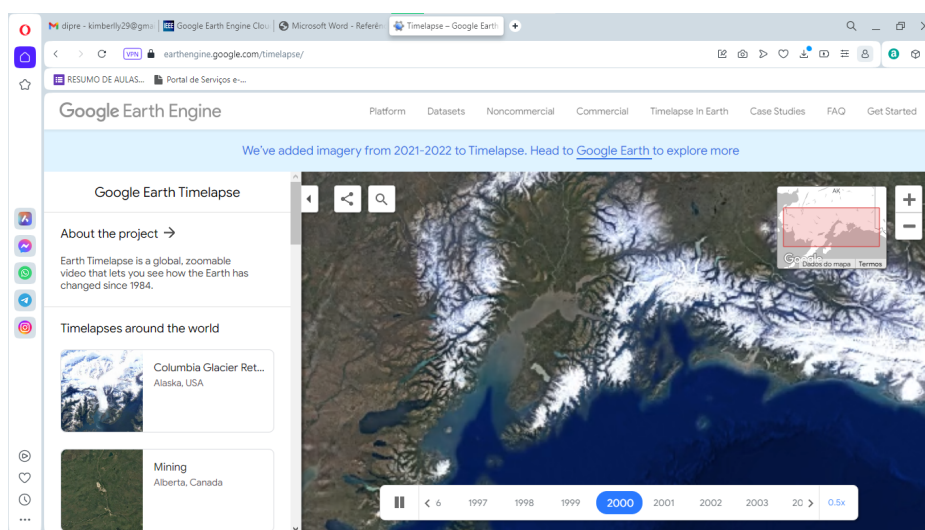 dipre - kimberlly29@gma
Google Earth Engine Clou
Microsoft Word - Referên
Timelapse – Google Earth
VPN
earthengine.google.com/timelapse/
RESUMO DE AULAS...
Portal de Serviços e-...
Google Earth Engine
Platform
Datasets
Noncommercial
Commercial
Timelapse In Earth
Case Studies
FAQ
Get Started
We've added imagery from 2021-2022 to Timelapse. Head to Google Earth to explore more
Google Earth Timelapse
About the project →
Earth Timelapse is a global, zoomable
video that lets you see how the Earth has
changed since 1984.
Timelapses around the world
Columbia Glacier Ret...
Alaska, USA
Mining
Alberta, Canada
AK
Google
Dados do mapa
Termos
6 1997 1998 1999 2000 2001 2002 2003 20
0.5x